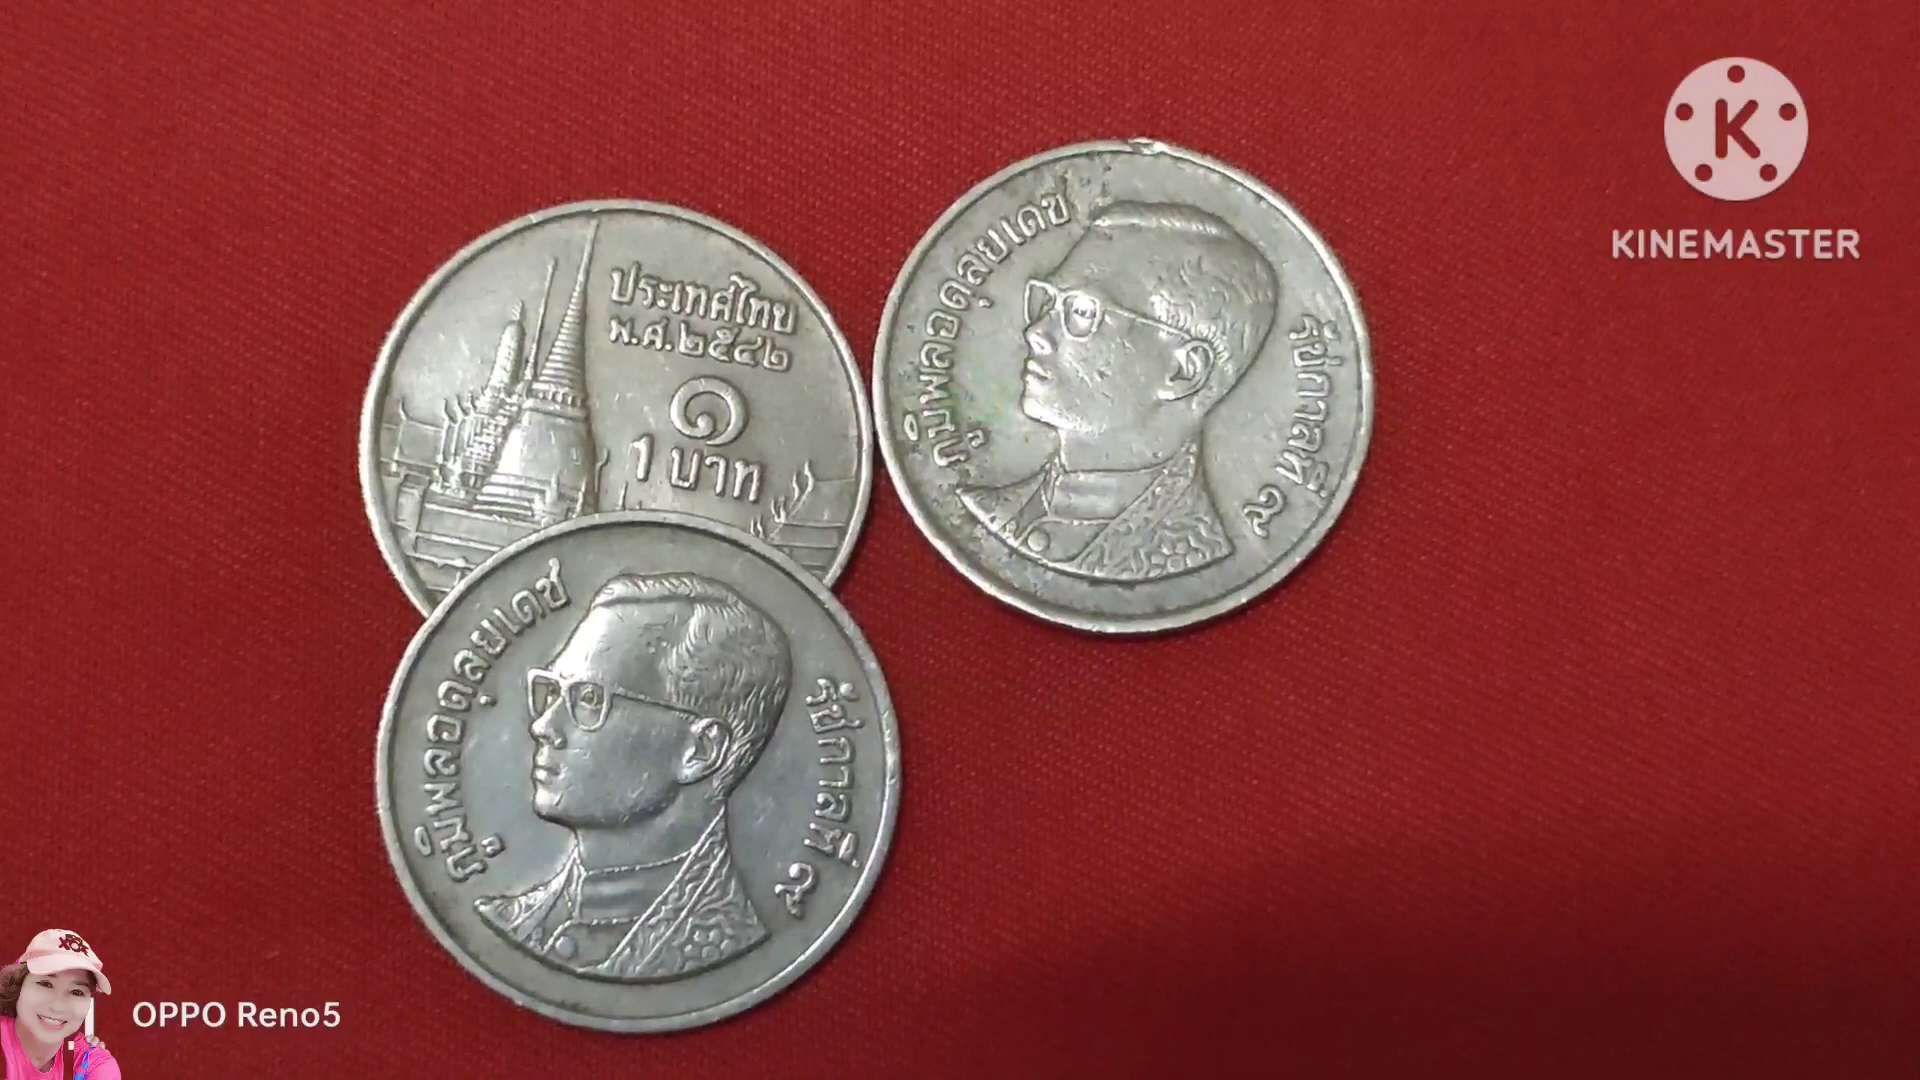 KINEMASTER
ประเทศไทย
พ.ศ.๒๕๔๒
๑
1 บาท
ภูมิพลอดุลยเดช
รัชกาลที่ ๙
ภูมิพลอดุลยเดช
รัชกาลที่ ๙
OPPO Reno5